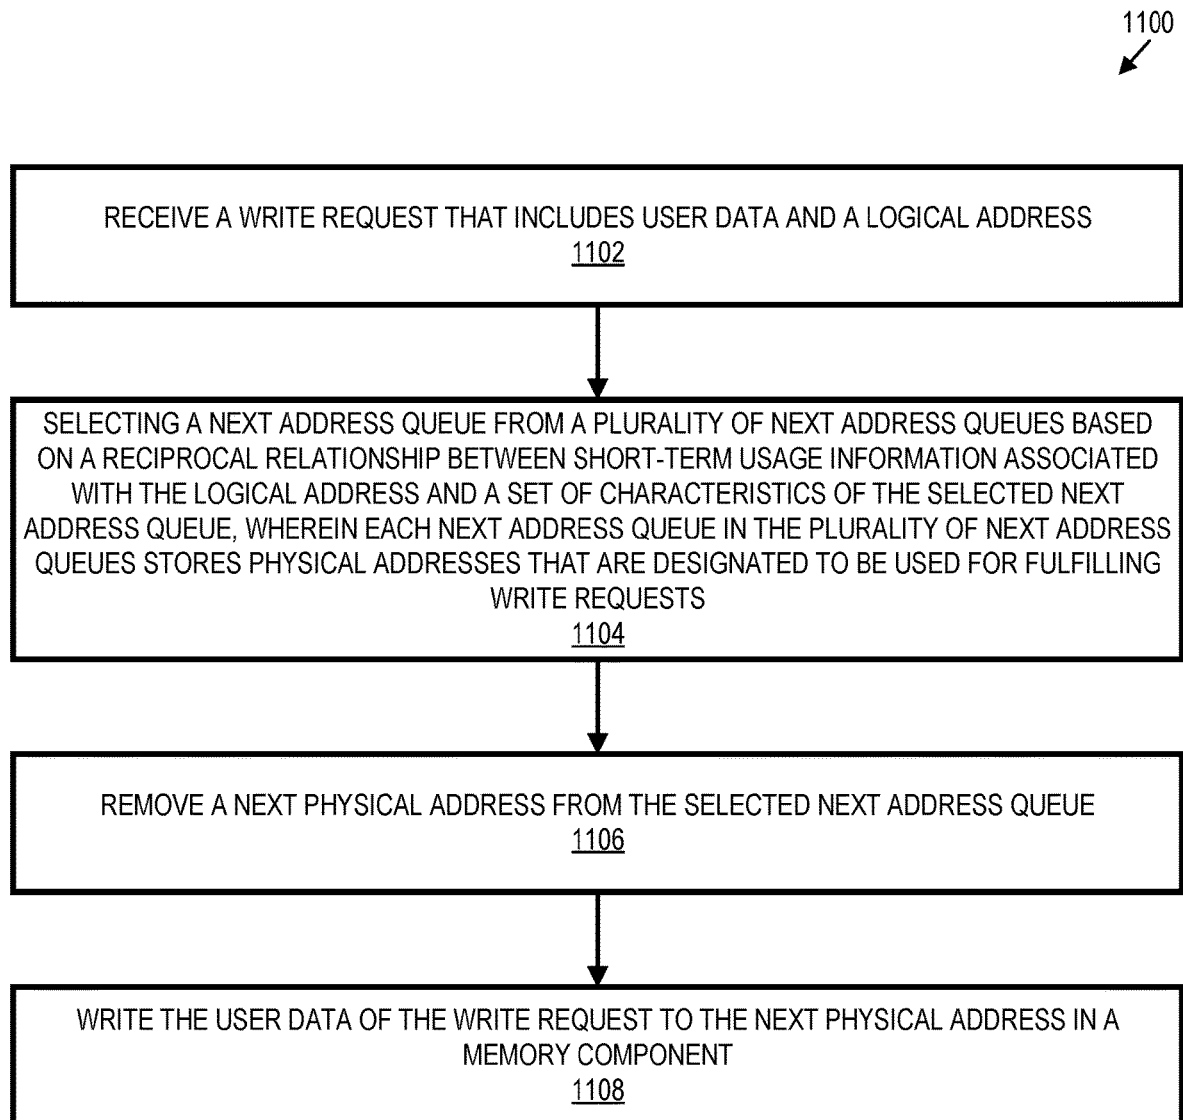 1100
RECEIVE A WRITE REQUEST THAT INCLUDES USER DATA AND A LOGICAL ADDRESS
1102
SELECTING A NEXT ADDRESS QUEUE FROM A PLURALITY OF NEXT ADDRESS QUEUES BASED
ON A RECIPROCAL RELATIONSHIP BETWEEN SHORT-TERM USAGE INFORMATION ASSOCIATED
WITH THE LOGICAL ADDRESS AND A SET OF CHARACTERISTICS OF THE SELECTED NEXT
ADDRESS QUEUE, WHEREIN EACH NEXT ADDRESS QUEUE IN THE PLURALITY OF NEXT ADDRESS
QUEUES STORES PHYSICAL ADDRESSES THAT ARE DESIGNATED TO BE USED FOR FULFILLING
WRITE REQUESTS
1104
REMOVE A NEXT PHYSICAL ADDRESS FROM THE SELECTED NEXT ADDRESS QUEUE
1106
WRITE THE USER DATA OF THE WRITE REQUEST TO THE NEXT PHYSICAL ADDRESS IN A
MEMORY COMPONENT
1108